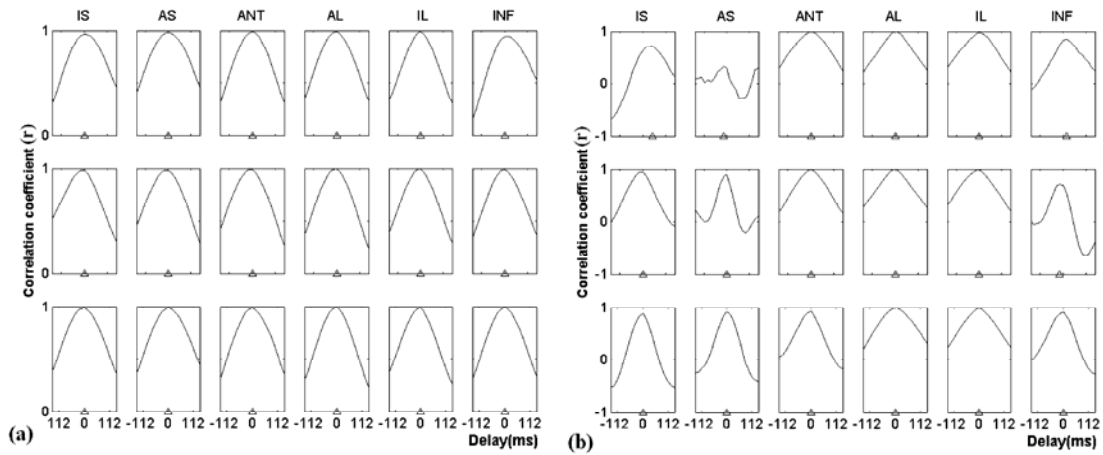 IS AS ANT AL IL INF
1
0
1
0
1
0
Correlation coefficient (r)
112 0 112 -112 0 112 -112 0 112 -112 0 112 -112 0 112 -112 0 112
Delay(ms)
(a)
IS AS ANT AL IL INF
1
0
-1
1
0
-1
1
0
-1
Correlation coefficient (r)
-112 0 112 -112 0 112 -112 0 112 -112 0 112 -112 0 112 -112 0 112
Delay(ms)
(b)